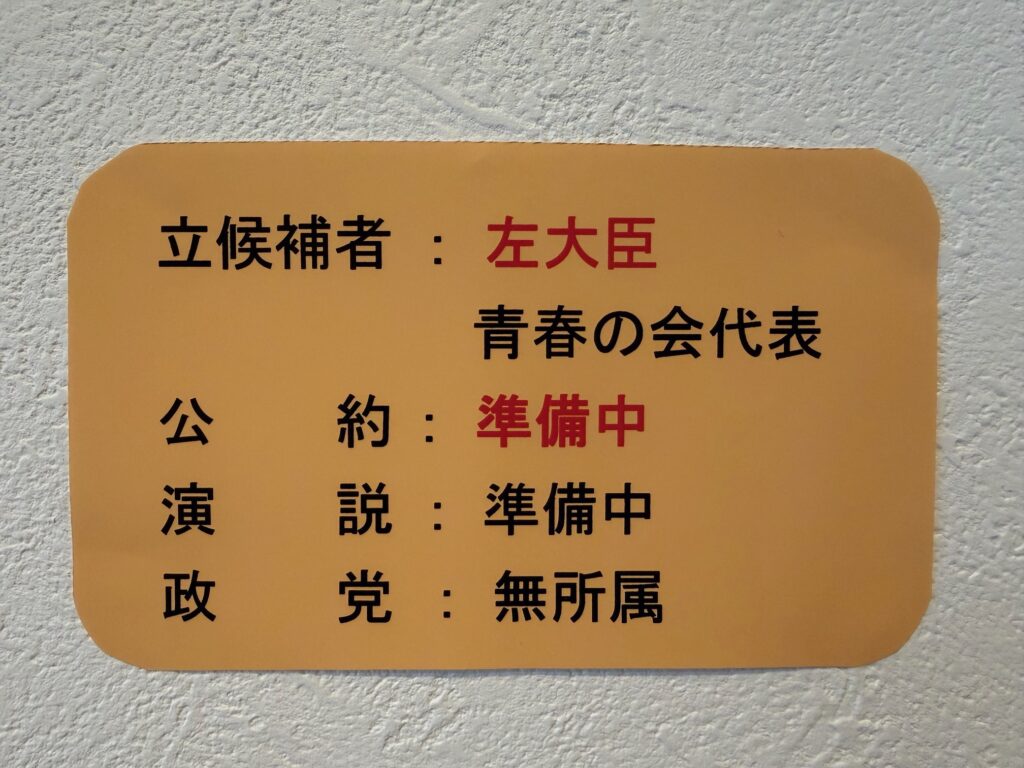 立候補者 : 左大臣
青春の会代表
公　　約 : 準備中
演　　説 : 準備中
政　　党 : 無所属